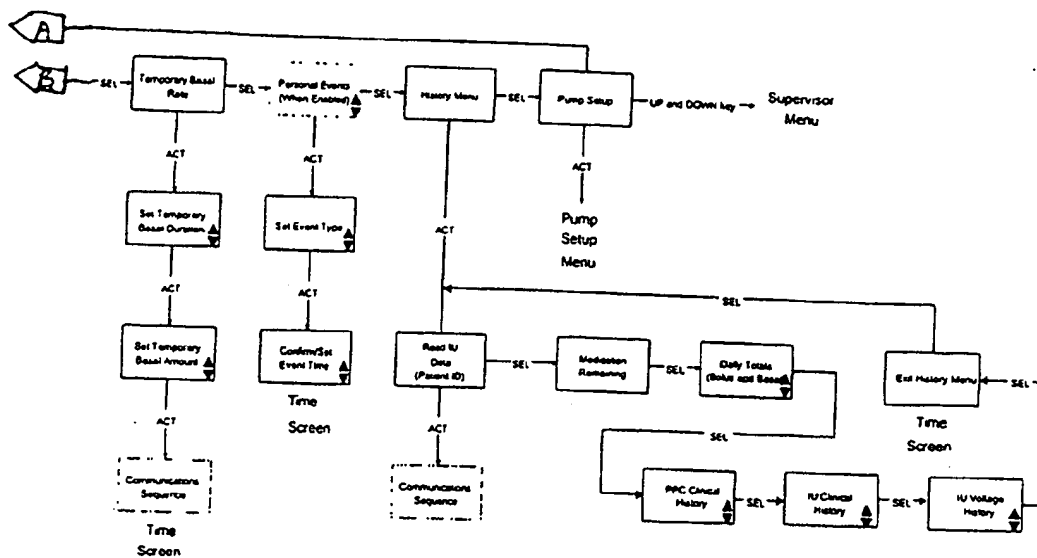 A
B
SEL
Temporary Basal
Rate
SEL
Personal Events
(When Enabled)
SEL
History Menu
SEL
Pump Setup
UP and DOWN key
Supervisor
Menu
ACT
ACT
ACT
Set Temporary
Basal Duration
Set Event Type
ACT
Pump
Setup
Menu
ACT
ACT
SEL
Set Temporary
Basal Amount
Confirm/Set
Event Time
Read IU
Data
(Patient ID)
SEL
Medication
Remaining
SEL
Daily Totals
(Bolus and Basal)
Exit History Menu
SEL
Time
Screen
Time
Screen
ACT
ACT
SEL
Communications
Sequence
Communications
Sequence
PPC Clinical
History
SEL
IU Clinical
History
SEL
IU Voltage
History
Time
Screen